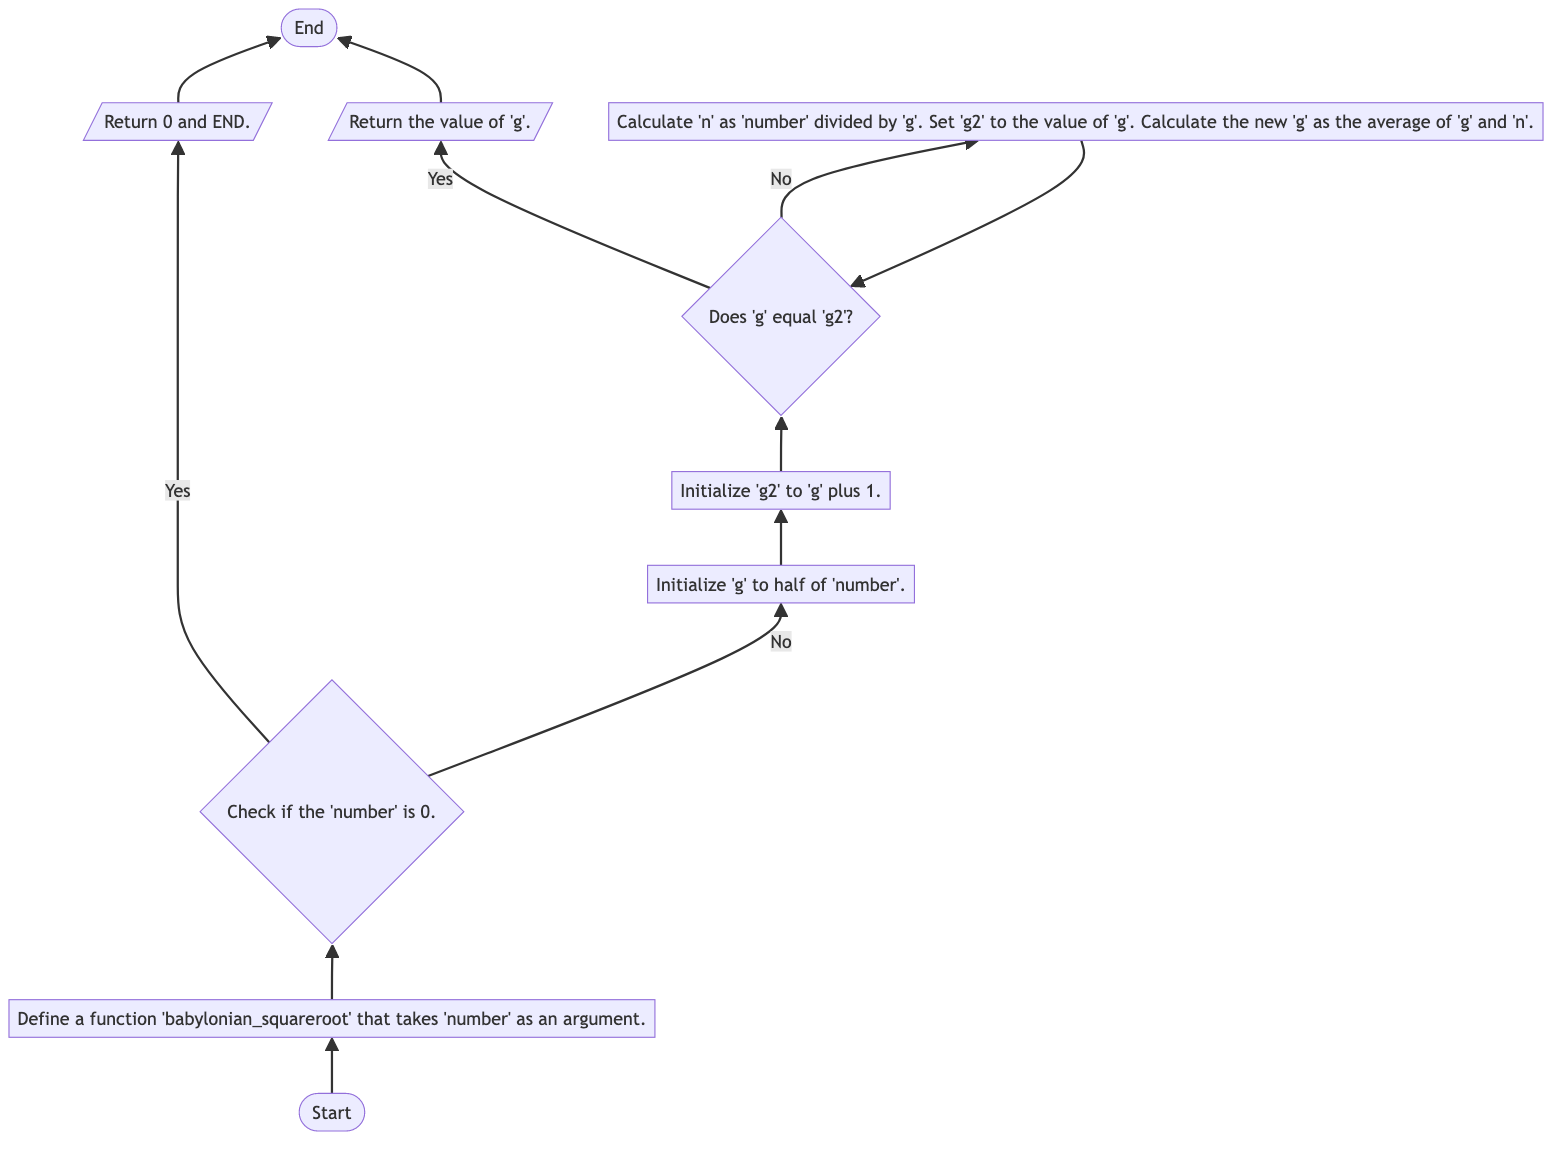 End
Return 0 and END.
Return the value of 'g'.
Calculate 'n' as 'number' divided by 'g'. Set 'g2' to the value of 'g'. Calculate the new 'g' as the average of 'g' and 'n'.
Yes
No
Does 'g' equal 'g2'?
Yes
Initialize 'g2' to 'g' plus 1.
Initialize 'g' to half of 'number'.
No
Check if the 'number' is 0.
Define a function 'babylonian_squareroot' that takes 'number' as an argument.
Start